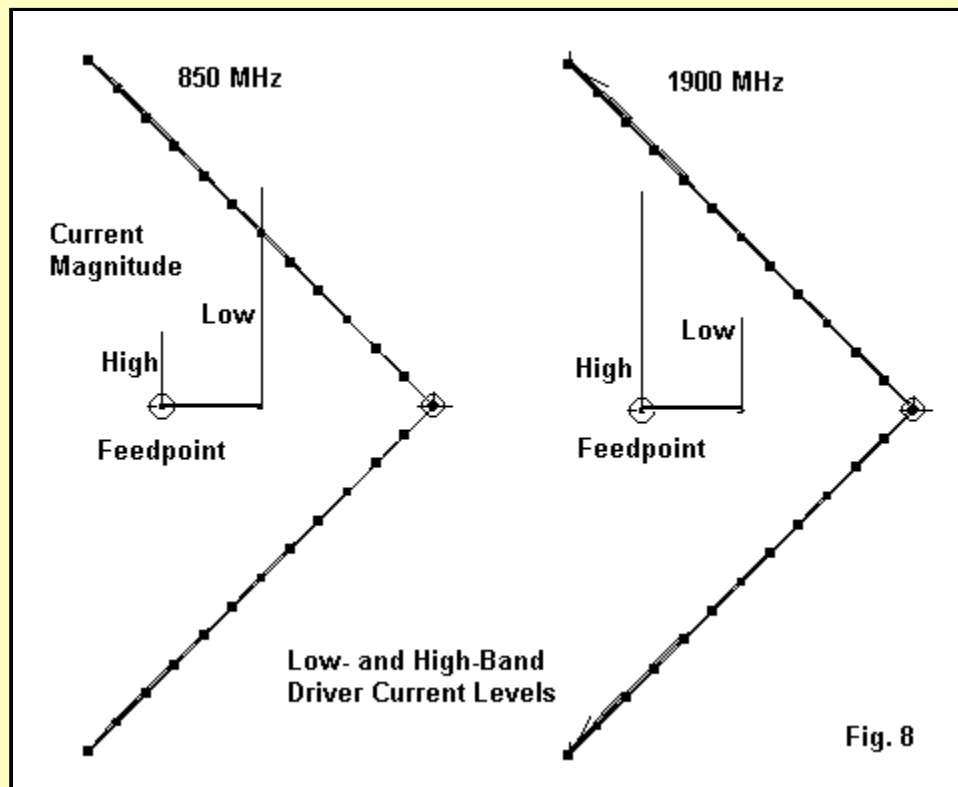 850 MHz
Current
Magnitude
Low
High
Feedpoint
1900 MHz
Low
High
Feedpoint
Low- and High-Band
Driver Current Levels
Fig. 8